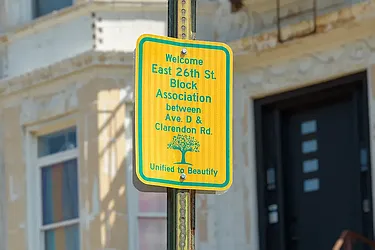 Welcome
East 26th St.
Block
Association
between
Ave. D &
Clarendon Rd.
Unified to Beautify